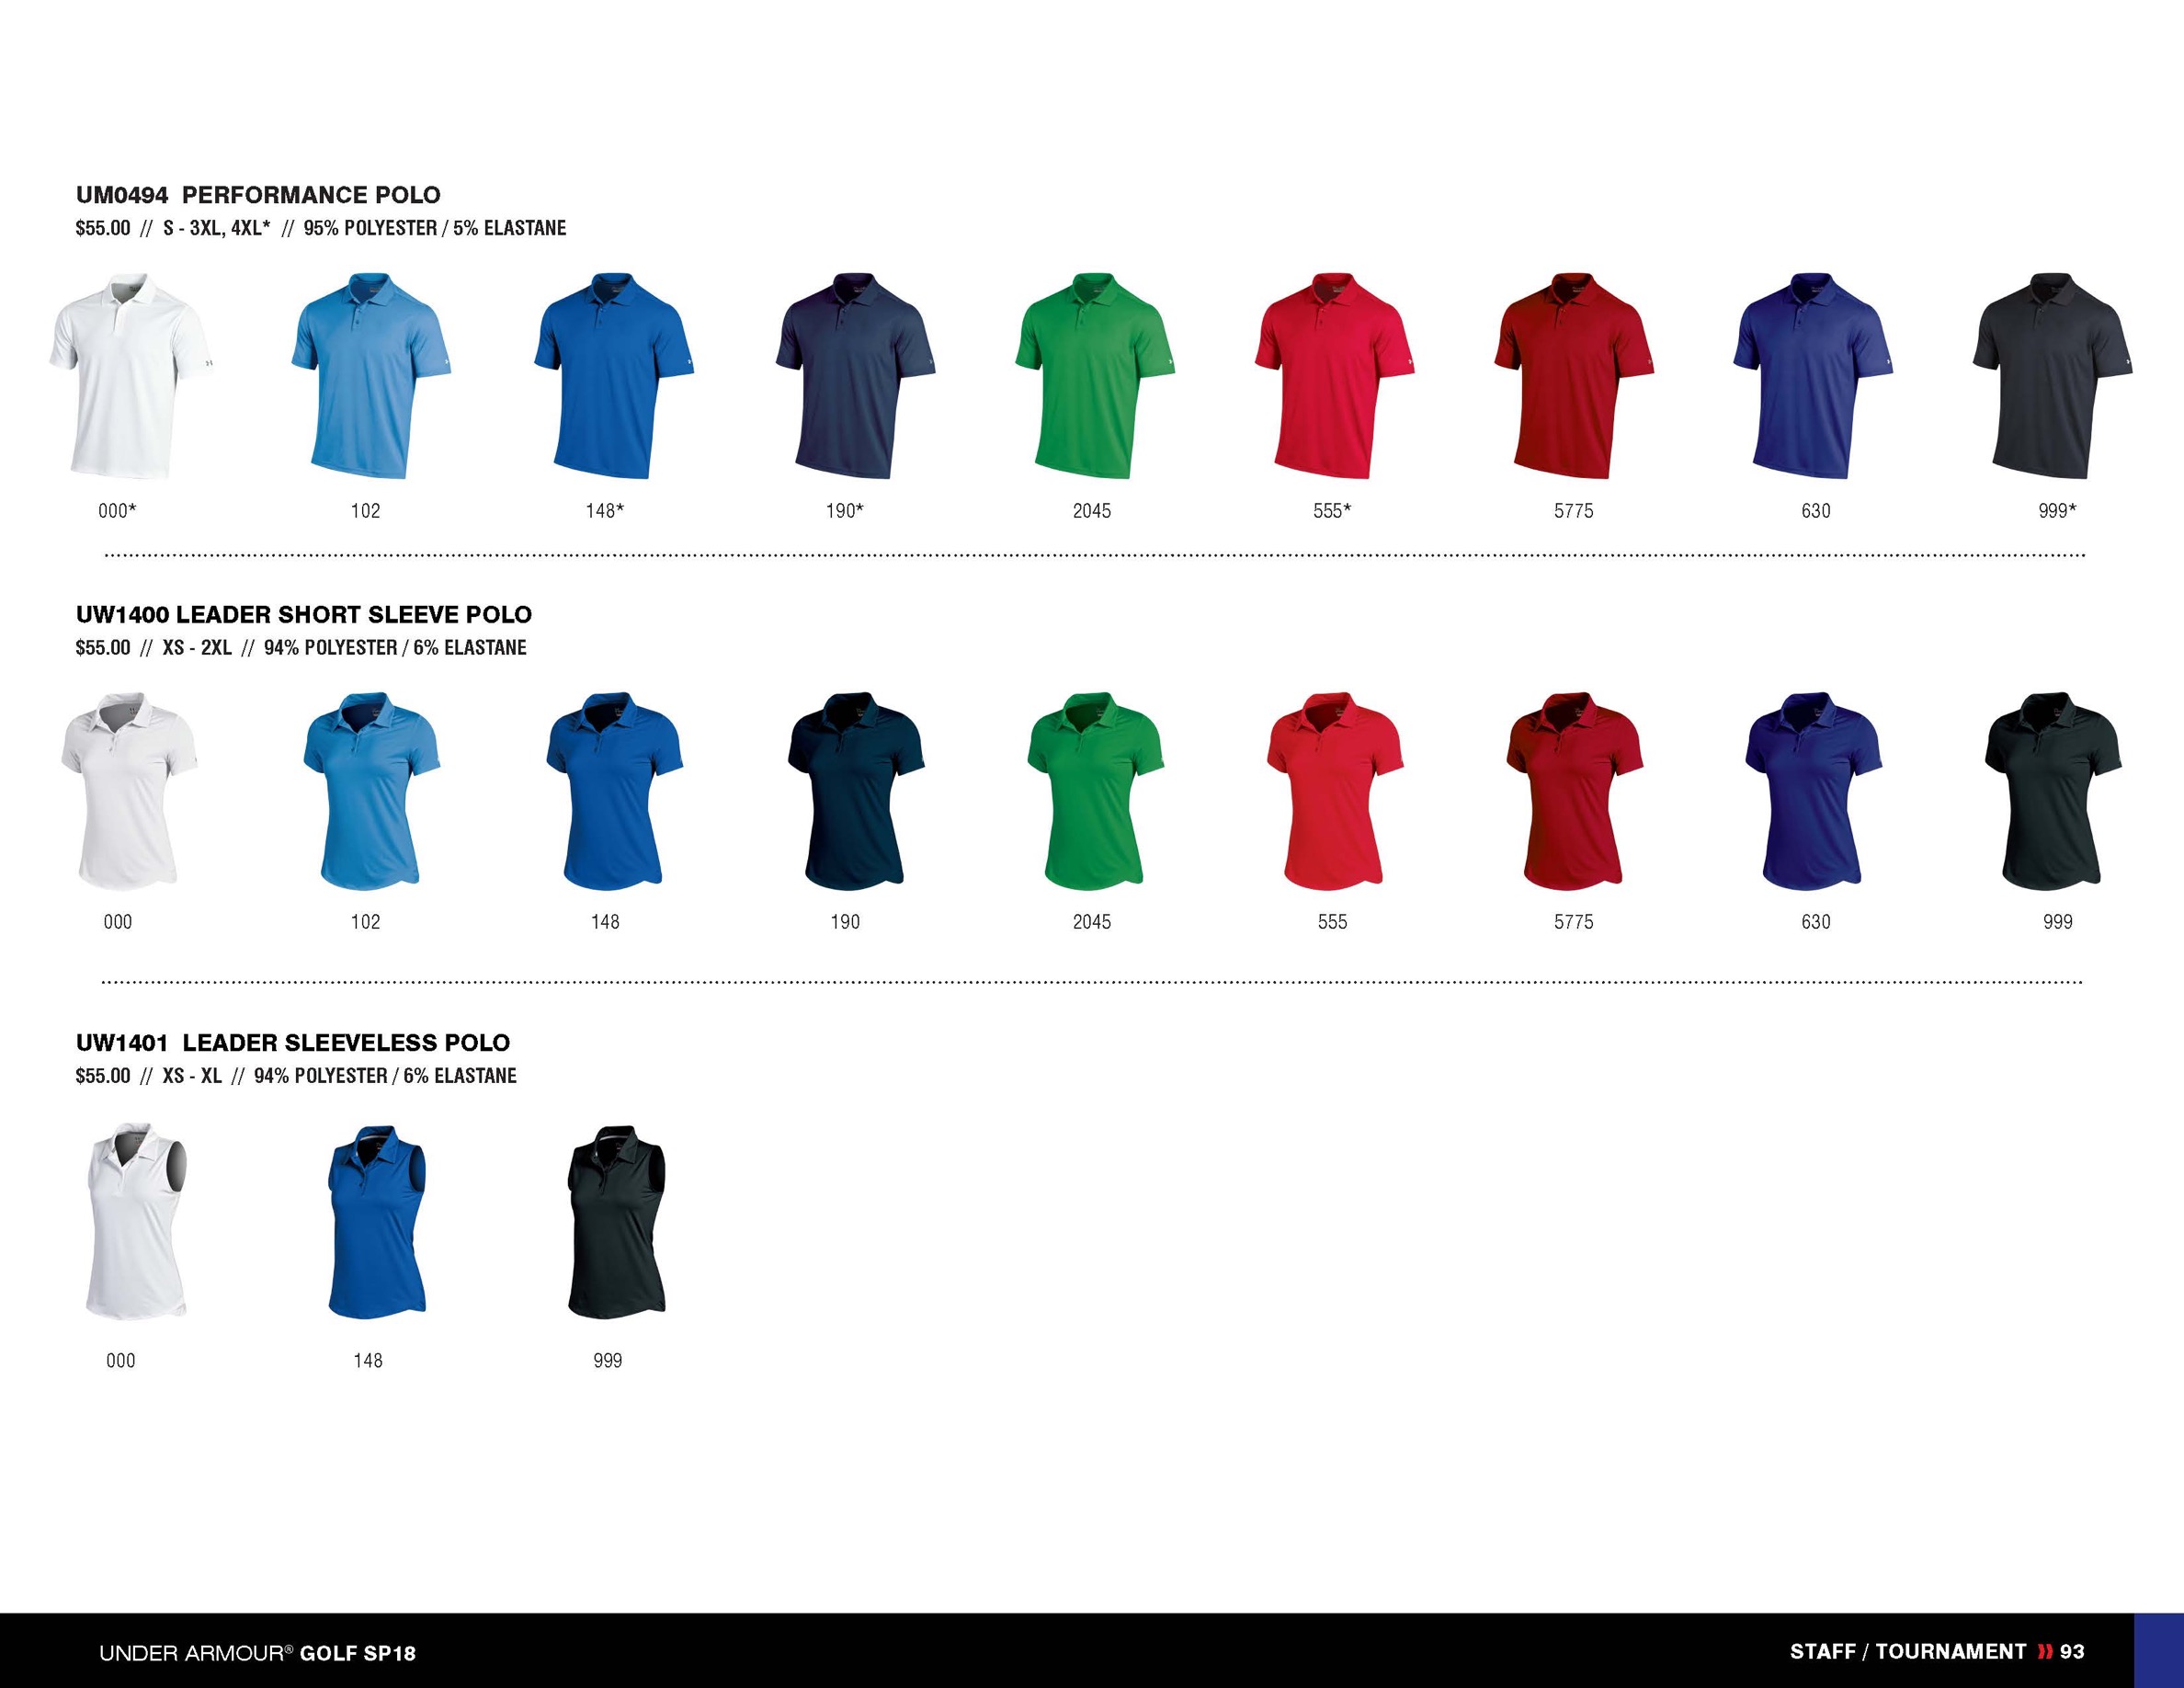 UM0494 PERFORMANCE POLO
$55.00 // S - 3XL, 4XL* // 95% POLYESTER / 5% ELASTANE
000* 102 148* 190* 2045 555* 5775 630 999*
UW1400 LEADER SHORT SLEEVE POLO
$55.00 // XS - 2XL // 94% POLYESTER / 6% ELASTANE
000 102 148 190 2045 555 5775 630 999
UW1401 LEADER SLEEVELESS POLO
$55.00 // XS - XL // 94% POLYESTER / 6% ELASTANE
000 148 999
UNDER ARMOUR® GOLF SP18
STAFF / TOURNAMENT 93